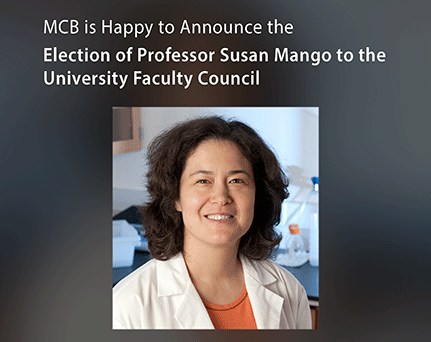 MCB is Happy to Announce the
Election of Professor Susan Mango to the
University Faculty Council